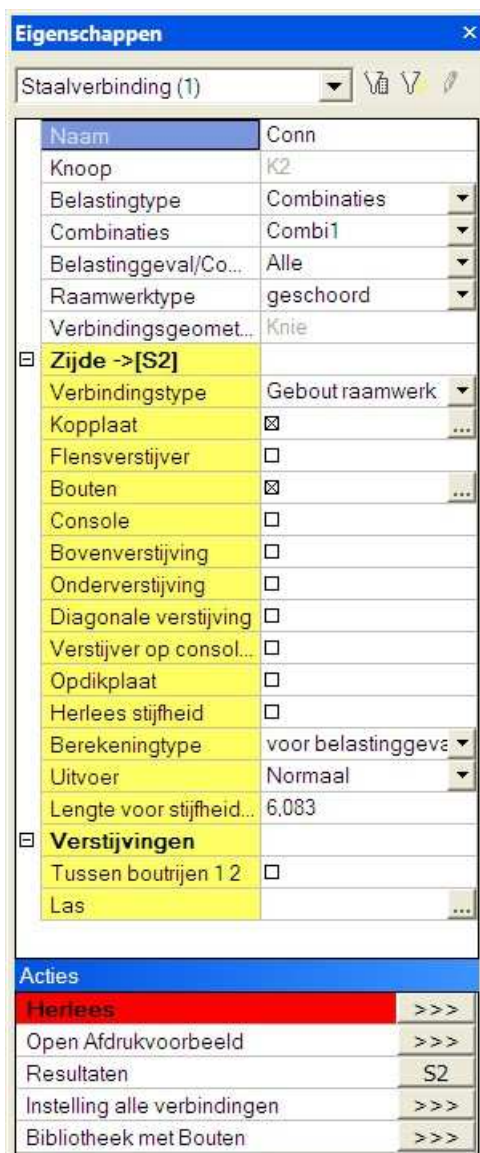 Eigenschappen
Staalverbinding (1)
Naam Conn
Knoop K2
Belastingtype Combinaties
Combinaties Combi1
Belastinggeval/Co... Alle
Raamwerktype geschoord
Verbindingsgeomet... Knie
Zijde ->[S2]
Verbindingstype Gebout raamwerk
Kopplaat ...
Flensverstijver
Bouten ...
Console
Bovenverstijving
Onderverstijving
Diagonale verstijving
Verstijver op consol...
Opdikplaat
Herlees stijfheid
Berekeningtype voor belastinggeva
Uitvoer Normaal
Lengte voor stijfheid... 6,083
Verstijvingen
Tussen boutrijen 1 2
Las ...
Acties
Herlees >>>
Open Afdrukvoorbeeld >>>
Resultaten S2
Instelling alle verbindingen >>>
Bibliotheek met Bouten >>>